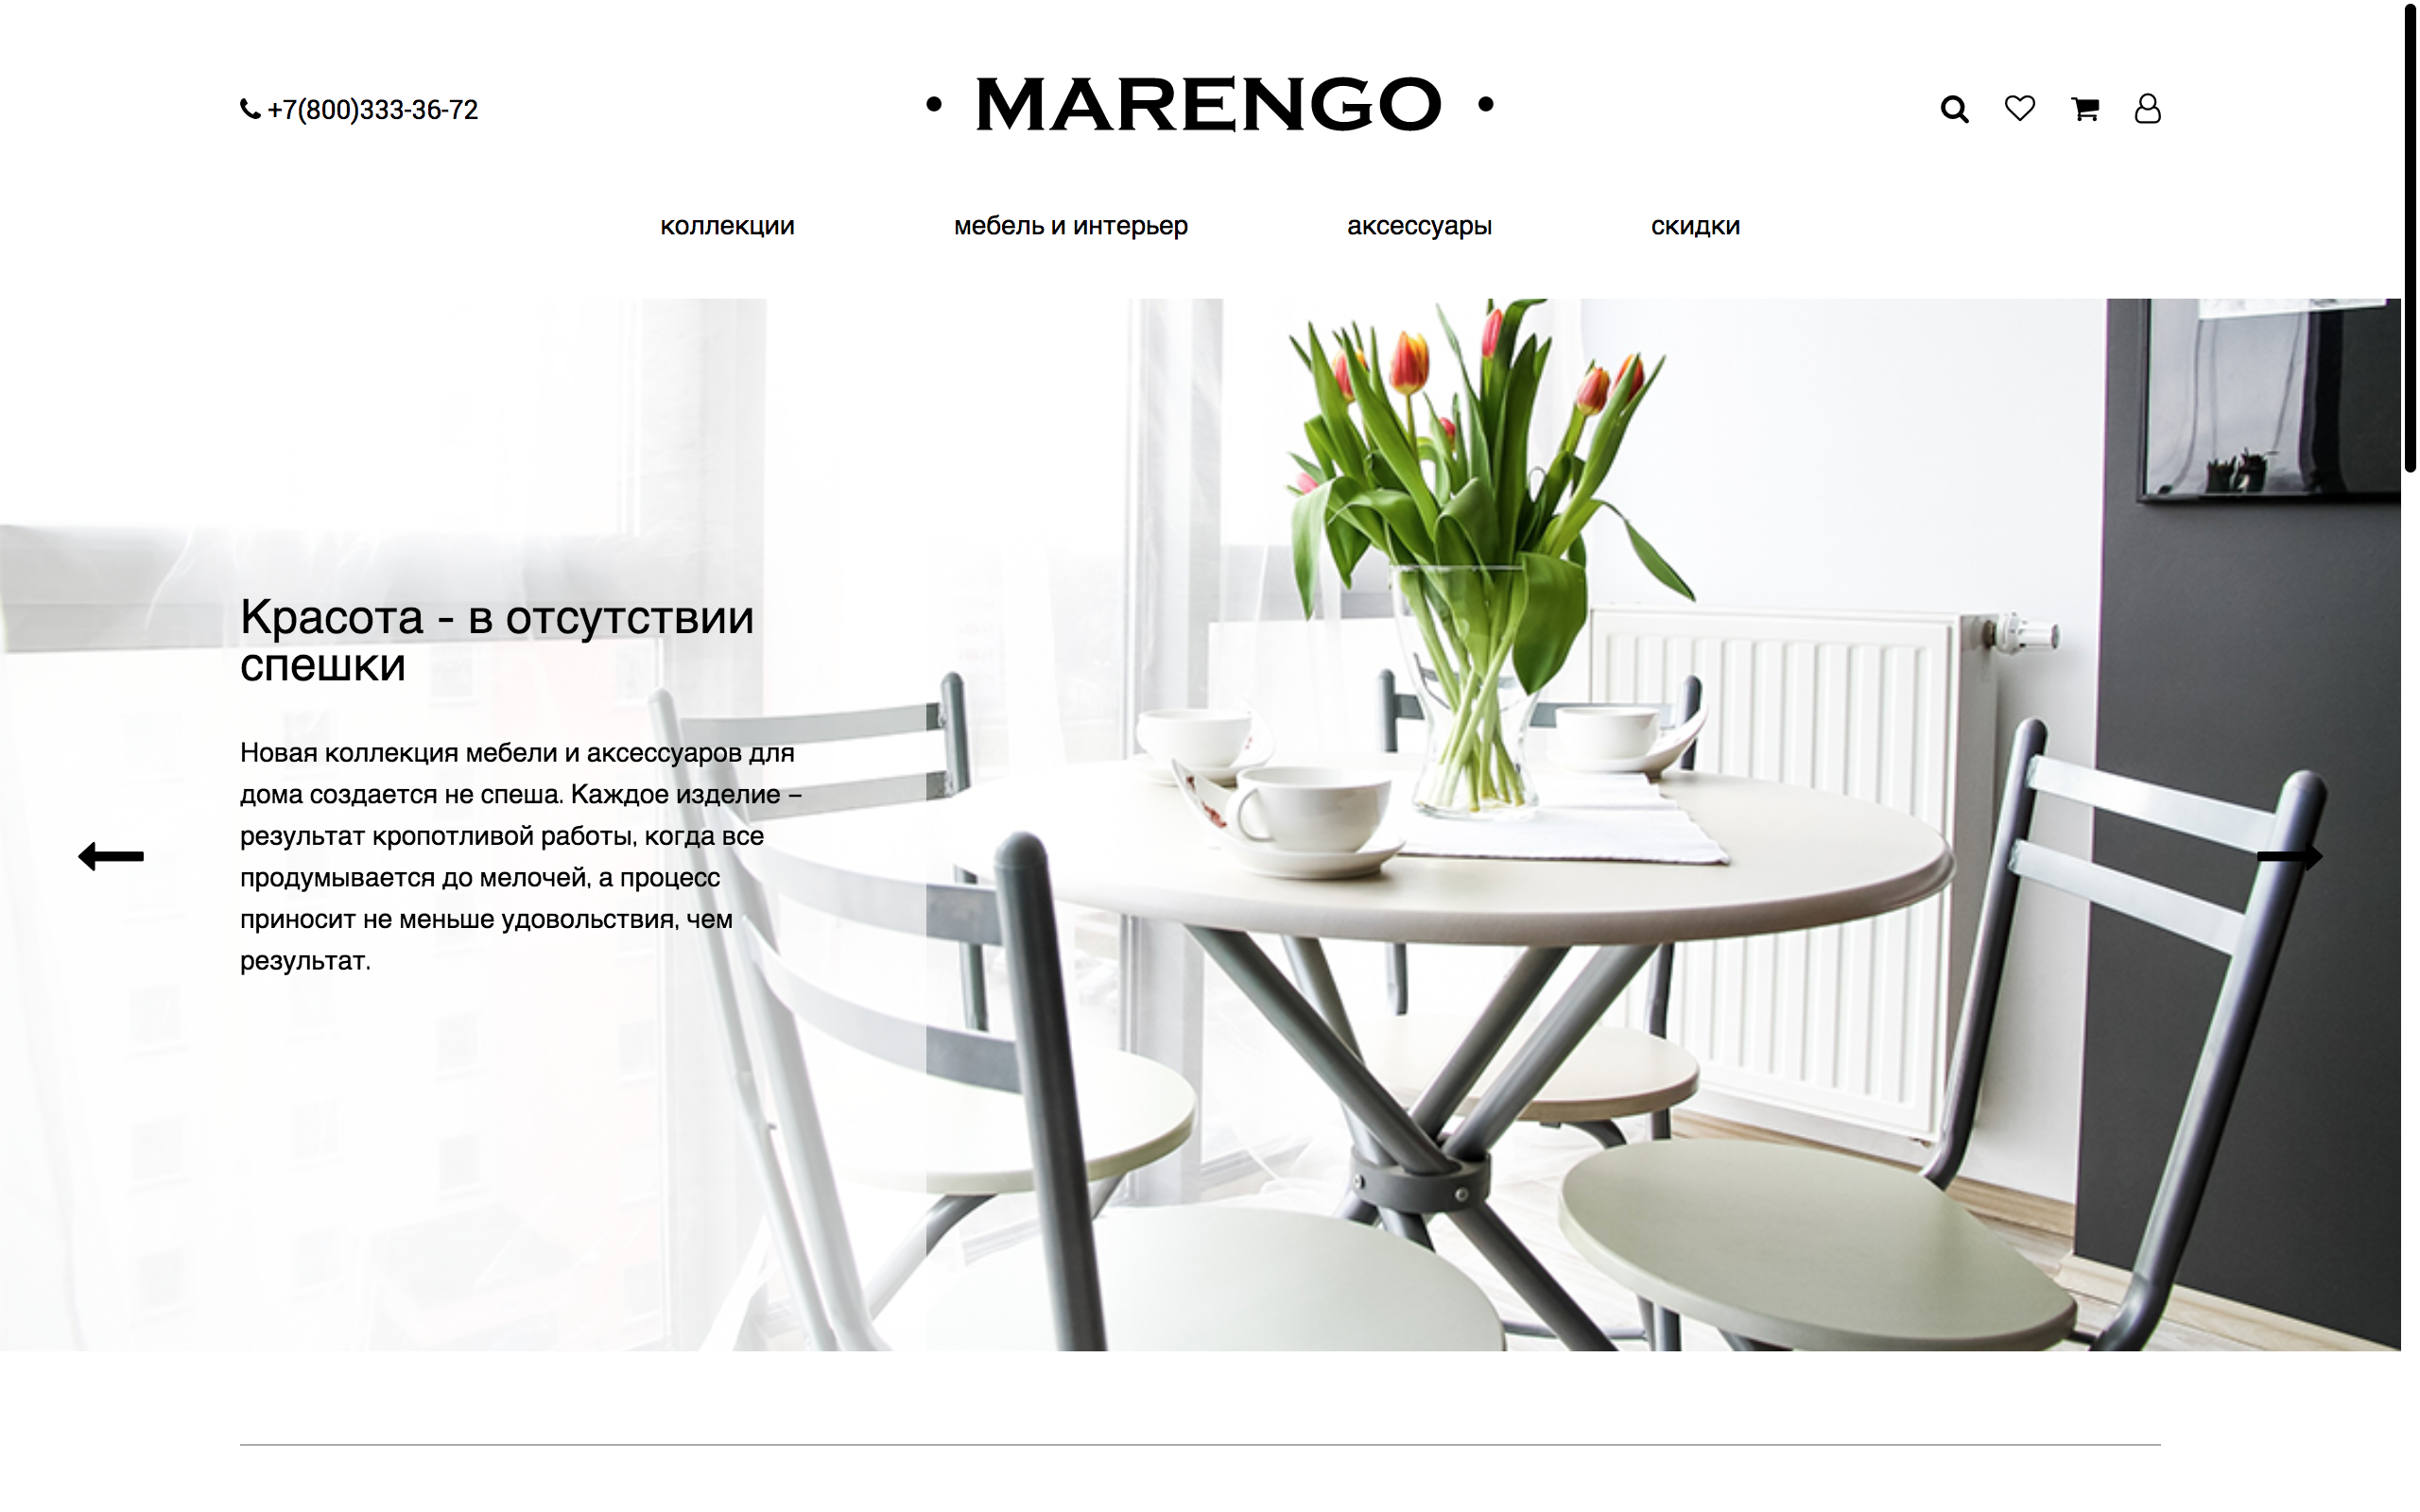 +7(800)333-36-72
• MARENGO •
коллекции мебель и интерьер аксессуары скидки
Красота - в отсутствии
спешки
Новая коллекция мебели и аксессуаров для
дома создается не спеша. Каждое изделие –
результат кропотливой работы, когда все
продумывается до мелочей, а процесс
приносит не меньше удовольствия, чем
результат.